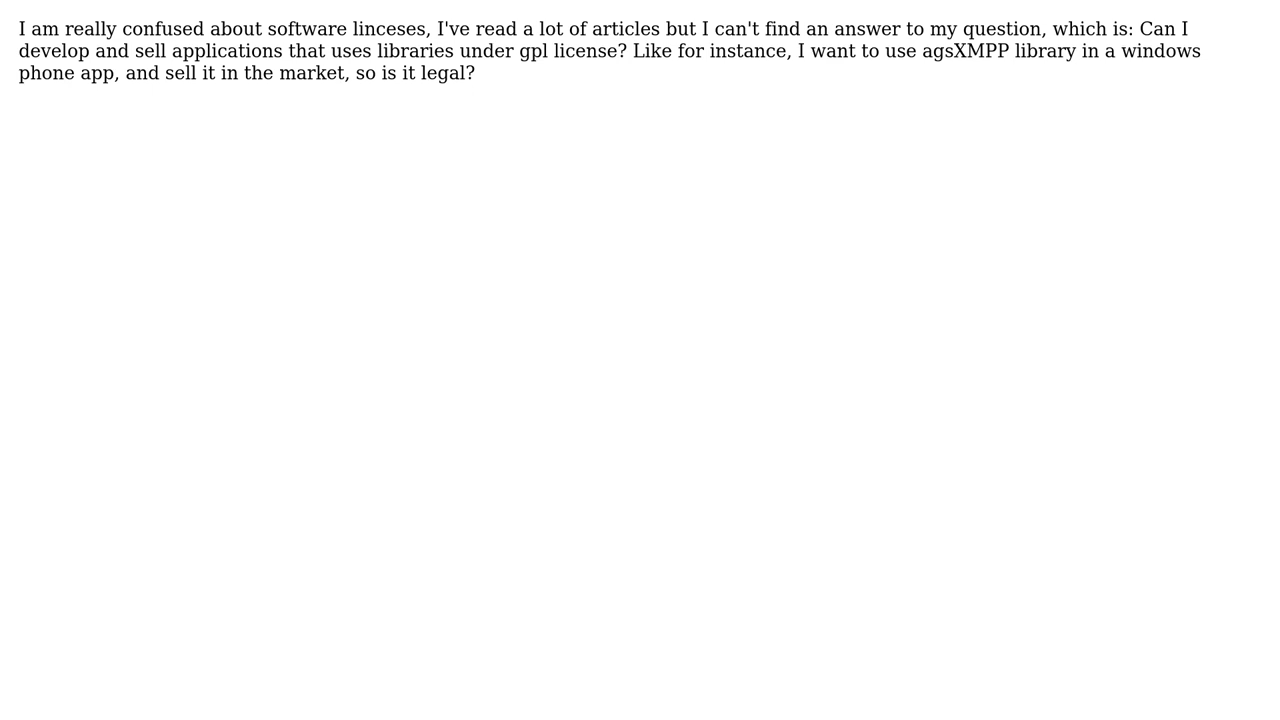 I am really confused about software linceses, I've read a lot of articles but I can't find an answer to my question, which is: Can I
develop and sell applications that uses libraries under gpl license? Like for instance, I want to use agsXMPP library in a windows
phone app, and sell it in the market, so is it legal?